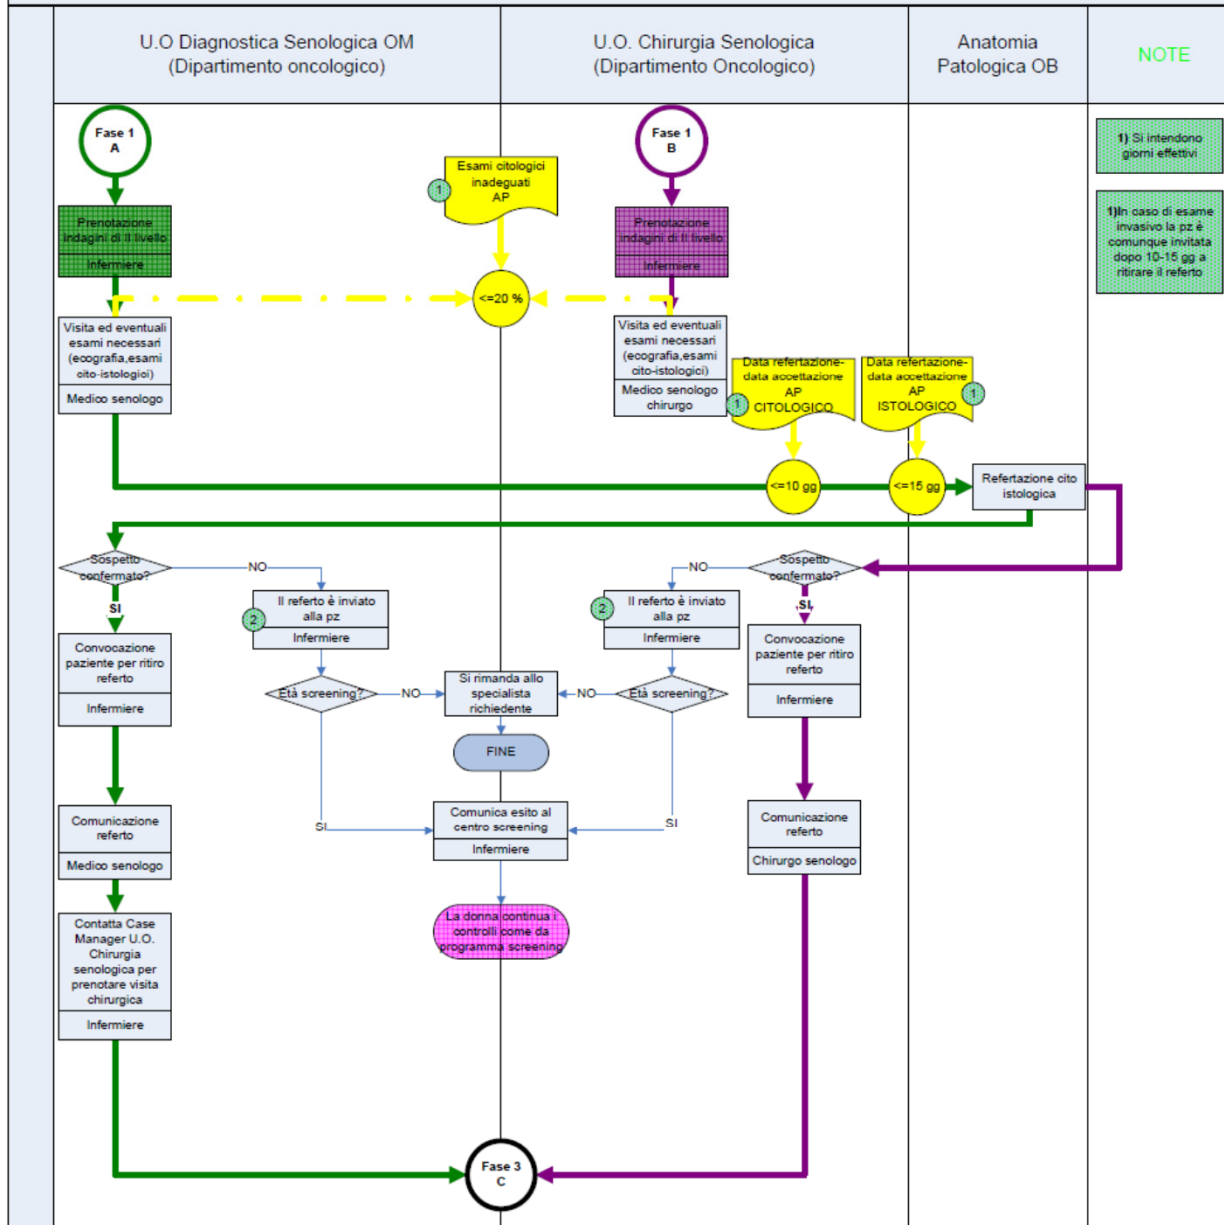 U.O Diagnostica Senologica OM
(Dipartimento oncologico)
U.O. Chirurgia Senologica
(Dipartimento Oncologico)
Anatomia
Patologica OB
NOTE
Fase 1
A
Fase 1
B
1) Si intendono
giorni effettivi
Esami citologici
inadeguati
AP
1
Prenotazione
indagini di II livello
Infermiere
Prenotazione
indagini di II livello
Infermiere
1)In caso di esame
invasivo la pz è
comunque invitata
dopo 10-15 gg a
ritirare il referto
<=20 %
Visita ed eventuali
esami necessari
(ecografia,esami
cito-istologici)
Medico senologo
Visita ed eventuali
esami necessari
(ecografia,esami
cito-istologici)
Medico senologo
chirurgo
Data refertazione-
data accettazione
AP
CITOLOGICO
1
Data refertazione-
data accettazione
AP
ISTOLOGICO
1
<=10 gg
<=15 gg
Refertazione cito
istologica
Sospetto
confermato?
NO
SI
Sospetto
confermato?
NO
SI
Il referto è inviato
alla pz
Infermiere
2
Il referto è inviato
alla pz
Infermiere
2
Convocazione
paziente per ritiro
referto
Infermiere
Convocazione
paziente per ritiro
referto
Infermiere
Età screening?
NO
Si rimanda allo
specialista
richiedente
NO
Età screening?
FINE
SI
SI
Comunica esito al
centro screening
Infermiere
Comunicazione
referto
Medico senologo
Comunicazione
referto
Chirurgo senologo
La donna continua i
controlli come da
programma screening
Contatta Case
Manager U.O.
Chirurgia
senologica per
prenotare visita
chirurgica
Infermiere
Fase 3
C